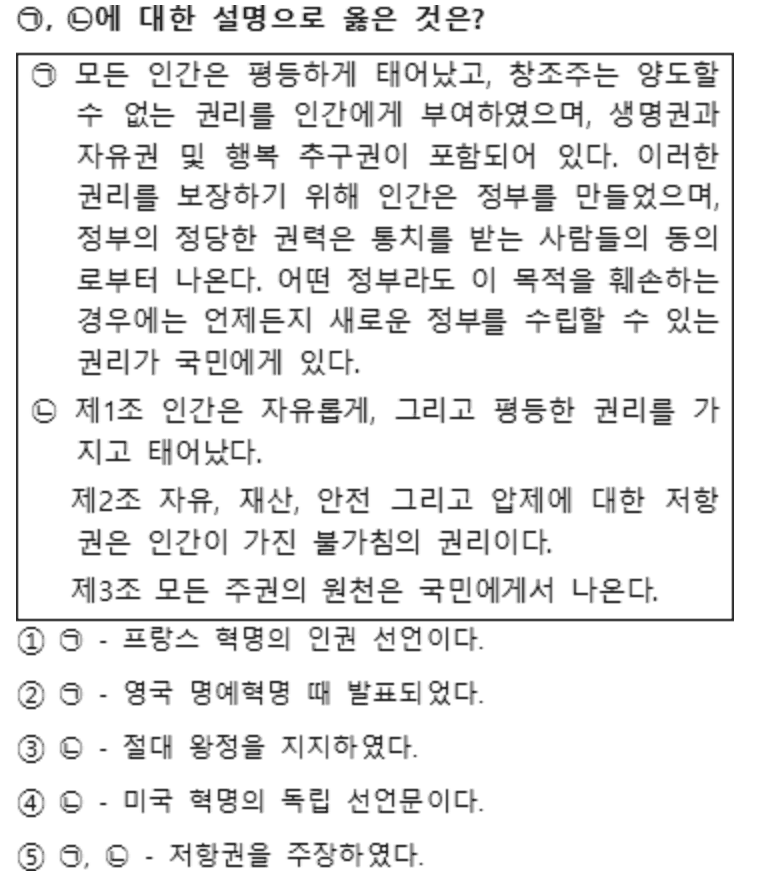 ㉠, ㉡에 대한 설명으로 옳은 것은?
㉠ 모든 인간은 평등하게 태어났고, 창조주는 양도할
수 없는 권리를 인간에게 부여하였으며, 생명권과
자유권 및 행복 추구권이 포함되어 있다. 이러한
권리를 보장하기 위해 인간은 정부를 만들었으며,
정부의 정당한 권력은 통치를 받는 사람들의 동의
로부터 나온다. 어떤 정부라도 이 목적을 훼손하는
경우에는 언제든지 새로운 정부를 수립할 수 있는
권리가 국민에게 있다.
㉡ 제1조 인간은 자유롭게, 그리고 평등한 권리를 가
지고 태어났다.
제2조 자유, 재산, 안전 그리고 압제에 대한 저항
권은 인간이 가진 불가침의 권리이다.
제3조 모든 주권의 원천은 국민에게서 나온다.
① ㉠ - 프랑스 혁명의 인권 선언이다.
② ㉠ - 영국 명예혁명 때 발표되었다.
③ ㉡ - 절대 왕정을 지지하였다.
④ ㉡ - 미국 혁명의 독립 선언문이다.
⑤ ㉠, ㉡ - 저항권을 주장하였다.